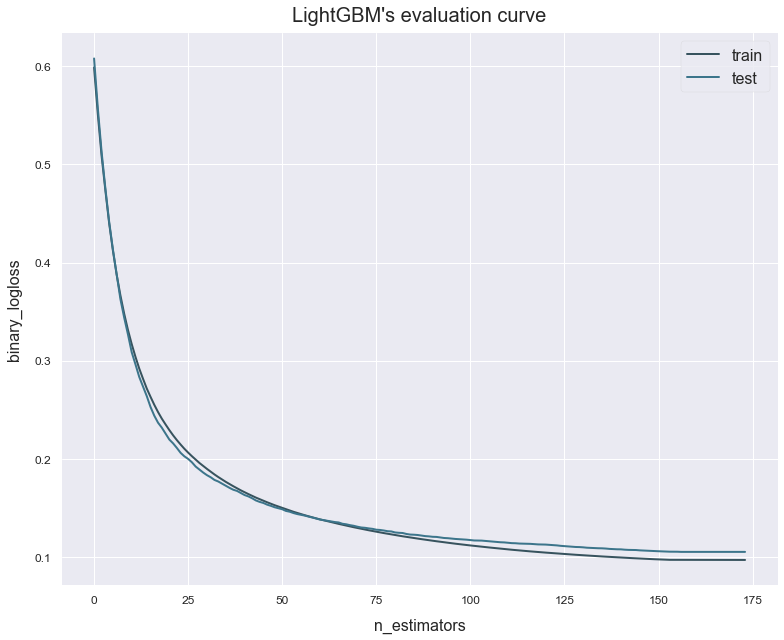 LightGBM's evaluation curve
train
test
binary_logloss
0.6
0.5
0.4
0.3
0.2
0.1
0 25 50 75 100 125 150 175
n_estimators